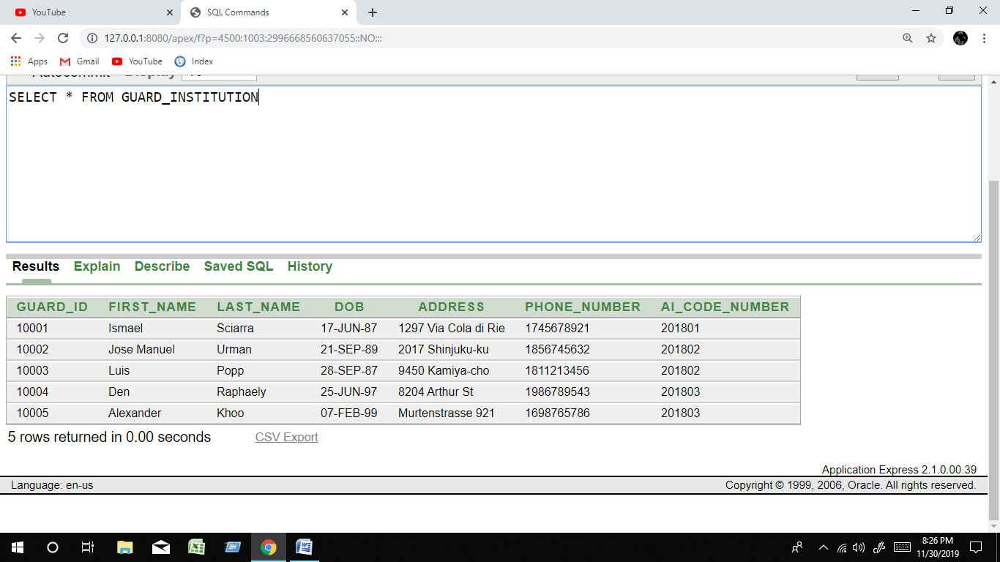 YouTube
SQL Commands
127.0.0.1:8080/apex/f?p=4500:1003:2996668560637055::NO:::
Apps Gmail YouTube Index
Autocommit Display 10
SELECT * FROM GUARD_INSTITUTION
Results Explain Describe Saved SQL History
GUARD_ID FIRST_NAME LAST_NAME DOB ADDRESS PHONE_NUMBER AI_CODE_NUMBER
10001 Ismael Sciarra 17-JUN-87 1297 Via Cola di Rie 1745678921 201801
10002 Jose Manuel Urman 21-SEP-89 2017 Shinjuku-ku 1856745632 201802
10003 Luis Popp 28-SEP-87 9450 Kamiya-cho 1811213456 201802
10004 Den Raphaely 25-JUN-97 8204 Arthur St 1986789543 201803
10005 Alexander Khoo 07-FEB-99 Murtenstrasse 921 1698765786 201803
5 rows returned in 0.00 seconds CSV Export
Application Express 2.1.0.00.39
Language: en-us Copyright © 1999, 2006, Oracle. All rights reserved.
8:26 PM
11/30/2019